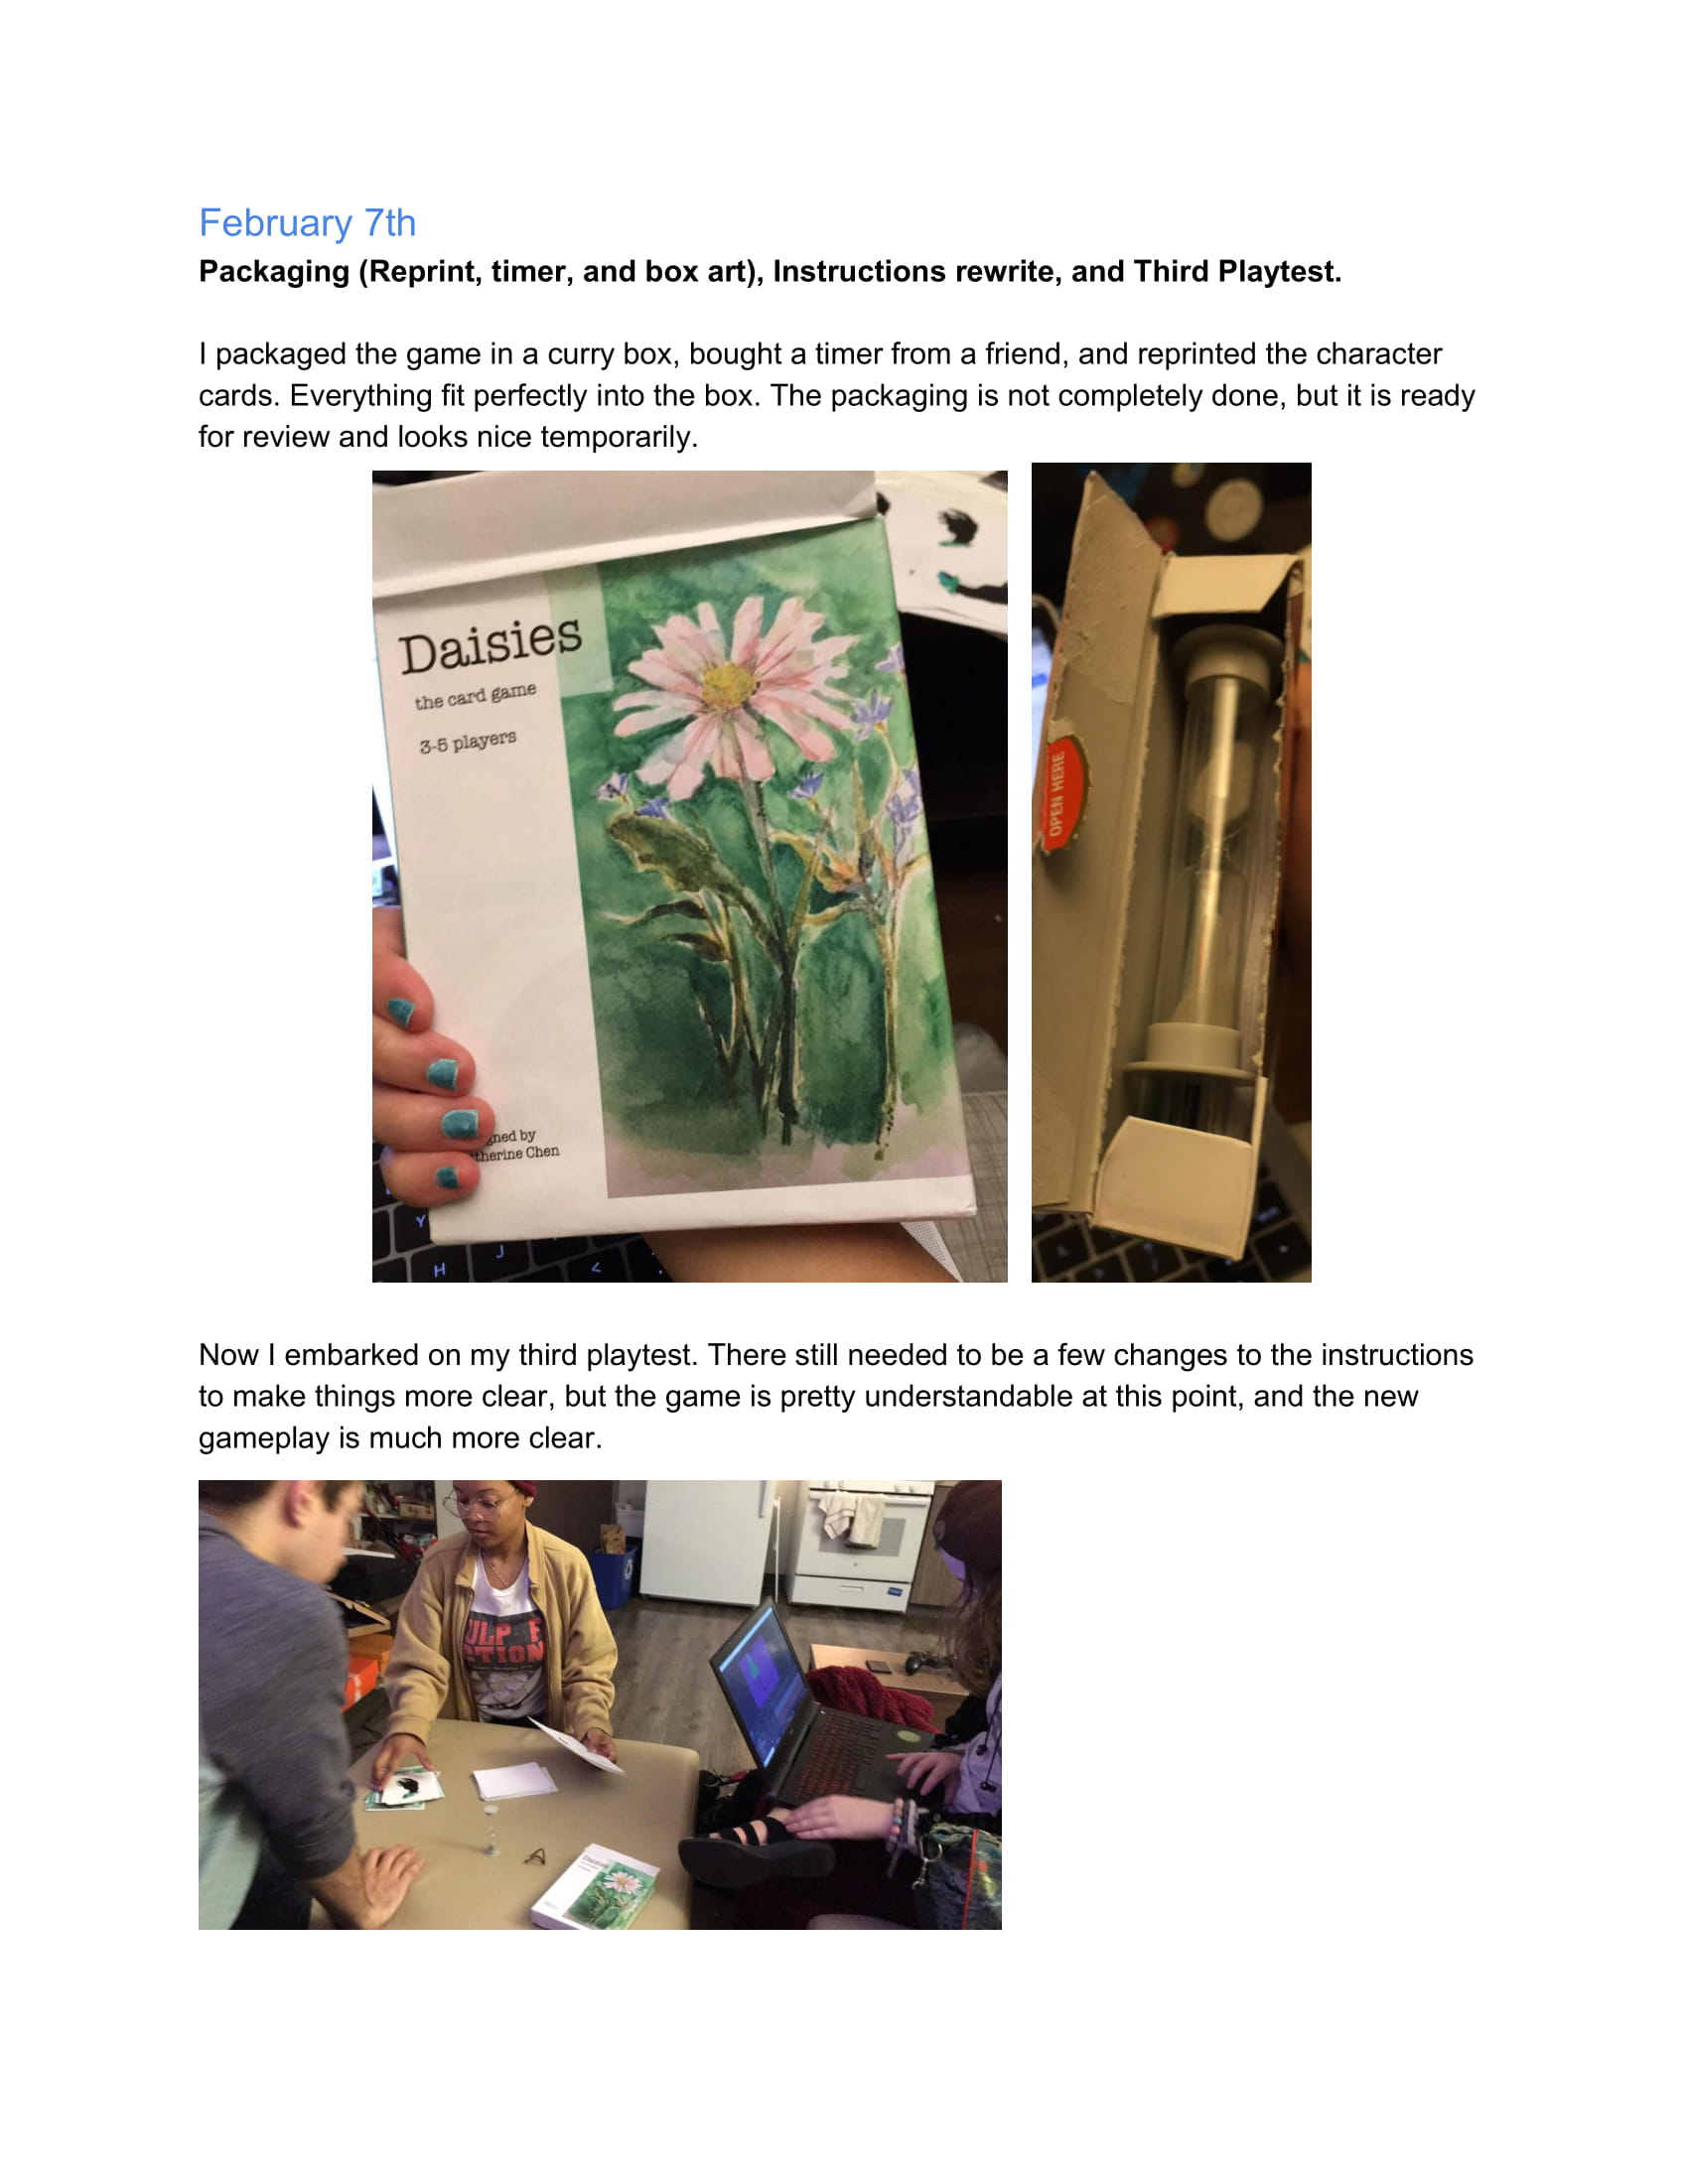 February 7th
Packaging (Reprint, timer, and box art), Instructions rewrite, and Third Playtest.
I packaged the game in a curry box, bought a timer from a friend, and reprinted the character
cards. Everything fit perfectly into the box. The packaging is not completely done, but it is ready
for review and looks nice temporarily.
Daisies
the card game
3-5 players
gned by
therine Chen
Y
J
H
OPEN HERE
Now I embarked on my third playtest. There still needed to be a few changes to the instructions
to make things more clear, but the game is pretty understandable at this point, and the new
gameplay is much more clear.
ULP F
CTION
Daisies